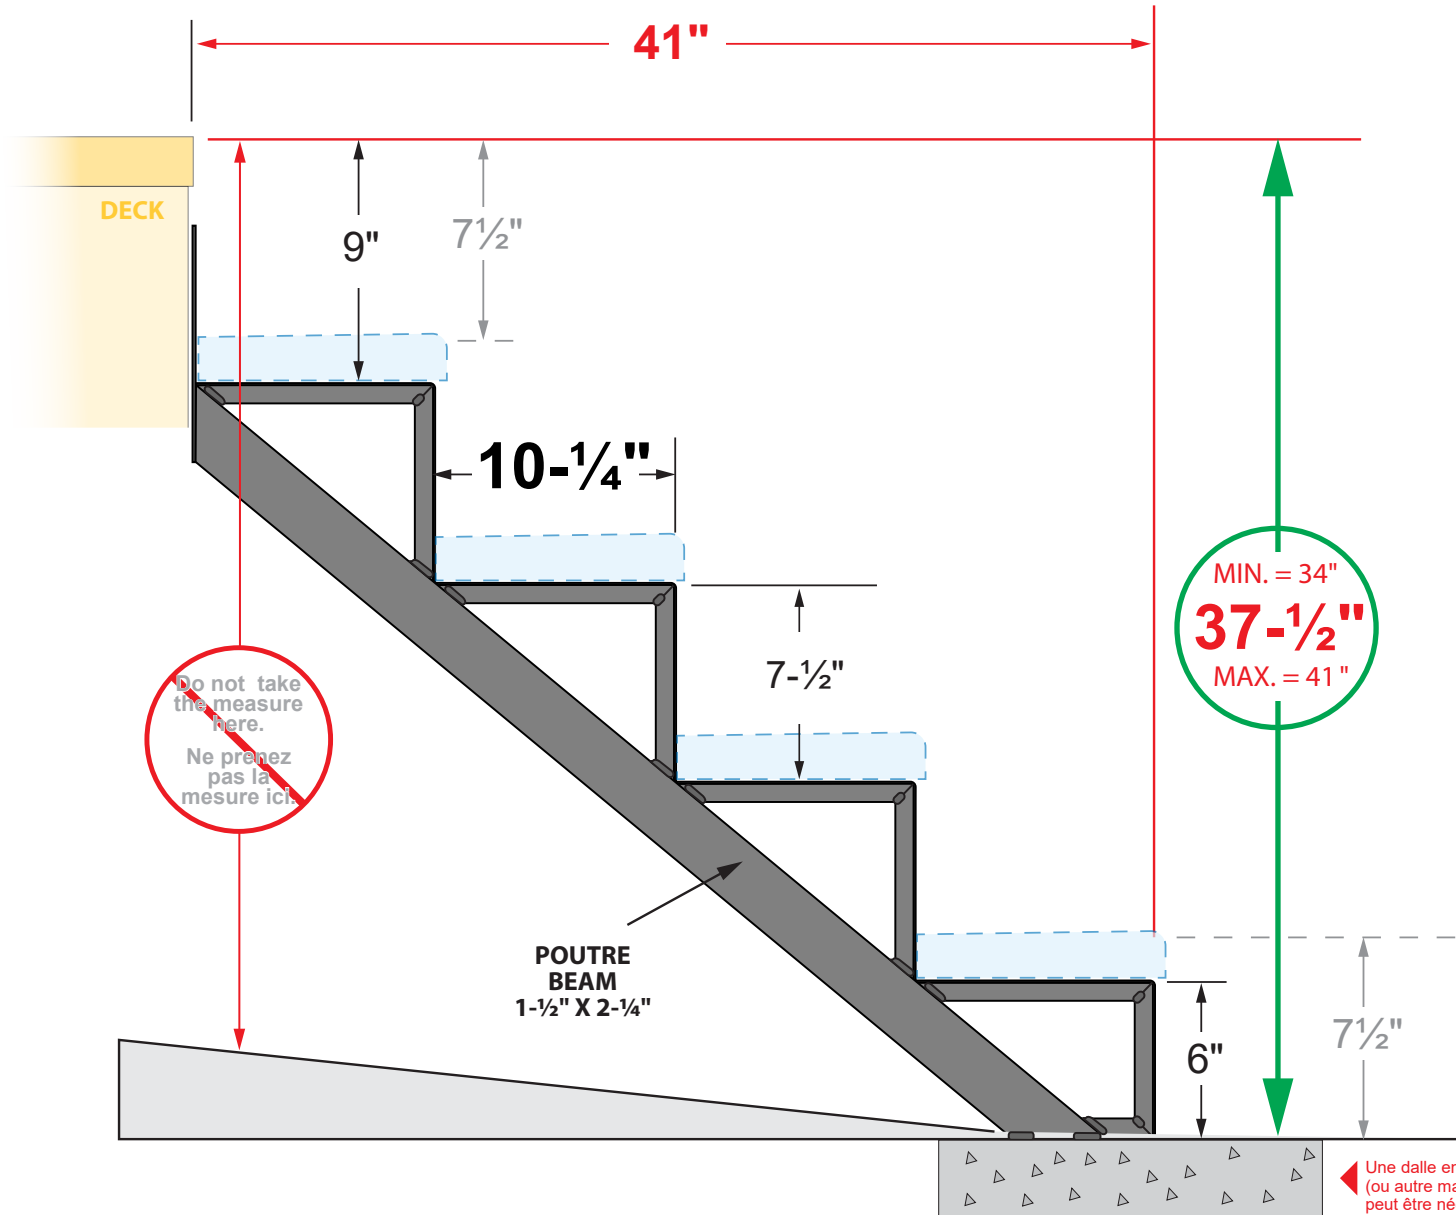 41"
DECK
9"
7½"
10-¼"
MIN. = 34"
37-½"
MAX. = 41"
7-½"
Do not take
the measure
here.
Ne prenez
pas la
mesure ici.
POUTRE
BEAM
1-½" X 2-¼"
6"
7½"
Une dalle en
(ou autre ma
peut être né